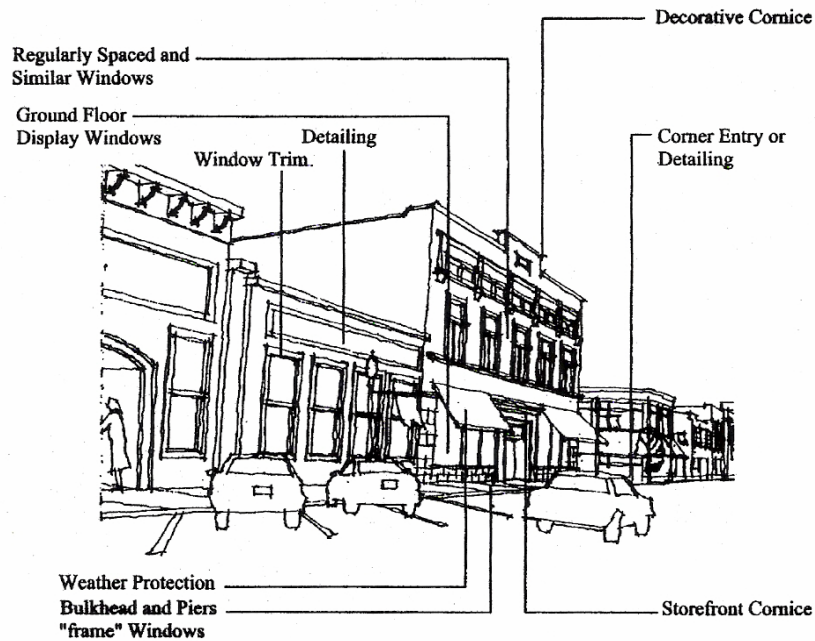 Decorative Cornice
Regularly Spaced and
Similar Windows
Ground Floor
Display Windows
Detailing
Window Trim.
Corner Entry or
Detailing
Weather Protection
Bulkhead and Piers
"frame" Windows
Storefront Cornice